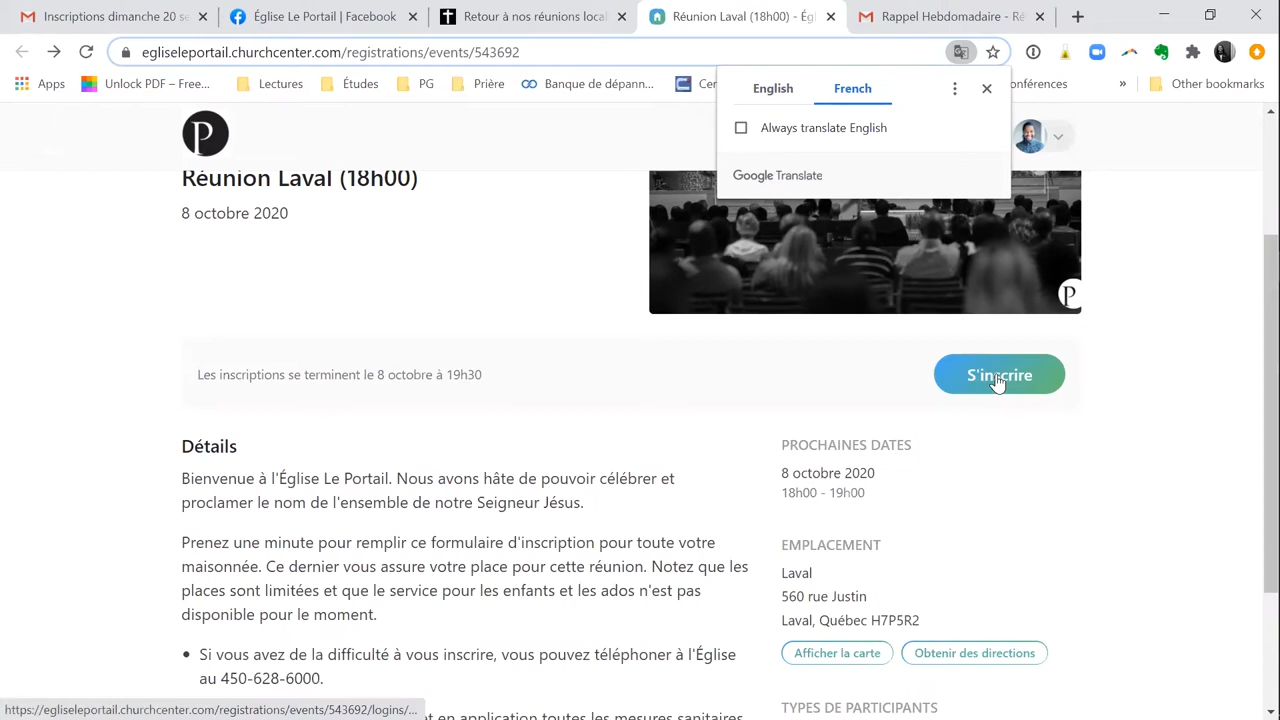 Inscriptions dimanche 20 s
Église Le Portail | Facebook
Retour à nos réunions local
Réunion Laval (18h00) - Ég
Rappel Hebdomadaire - Ré
egliseleportail.churchcenter.com/registrations/events/543692
Apps
Unlock PDF – Free...
Lectures
Études
PG
Prière
Banque de dépann...
Cer
onférences
»
Other bookmarks
English
French
Always translate English
Google Translate
P
Réunion Laval (18h00)
8 octobre 2020
P
Les inscriptions se terminent le 8 octobre à 19h30
S'inscrire
Détails
Bienvenue à l'Église Le Portail. Nous avons hâte de pouvoir célébrer et
proclamer le nom de l'ensemble de notre Seigneur Jésus.
Prenez une minute pour remplir ce formulaire d'inscription pour toute votre
maisonnée. Ce dernier vous assure votre place pour cette réunion. Notez que les
places sont limitées et que le service pour les enfants et les ados n'est pas
disponible pour le moment.
• Si vous avez de la difficulté à vous inscrire, vous pouvez téléphoner à l'Église
au 450-628-6000.
et en application toutes les mesures sanitaires
PROCHAINES DATES
8 octobre 2020
18h00 - 19h00
EMPLACEMENT
Laval
560 rue Justin
Laval, Québec H7P5R2
Afficher la carte
Obtenir des directions
TYPES DE PARTICIPANTS
https://egliseleportail.churchcenter.com/registrations/events/543692/logins/...